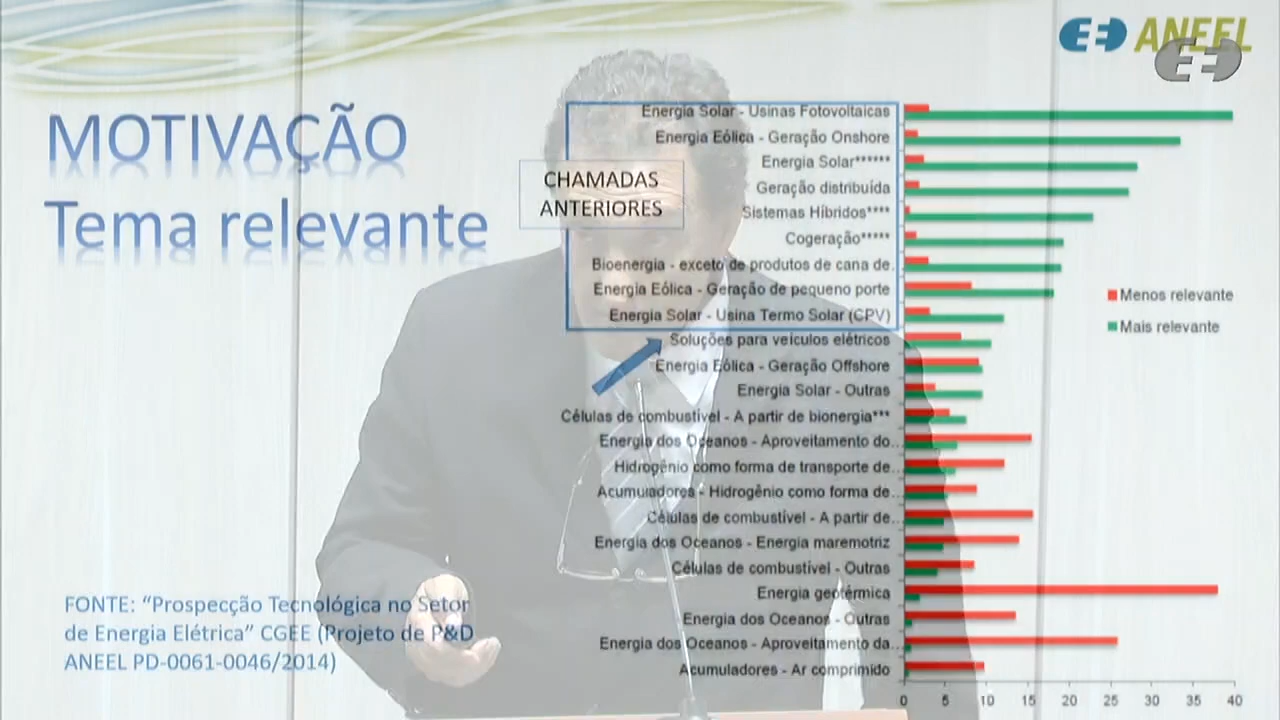 ANEEL
MOTIVAÇÃO
Tema relevante
CHAMADAS
ANTERIORES
Energia Solar - Usinas Fotovoltaicas
Energia Eólica - Geração Onshore
Energia Solar******
Geração distribuída
Sistemas Híbridos****
Cogeração*****
Bioenergia - exceto de produtos de cana de...
Energia Eólica - Geração de pequeno porte
Energia Solar - Usina Termo Solar (CPV)
Soluções para veículos elétricos
Energia Eólica - Geração Offshore
Energia Solar - Outras
Células de combustível - A partir de bionergia***
Energia dos Oceanos - Aproveitamento do...
Hidrogênio como forma de transporte de...
Acumuladores - Hidrogênio como forma de...
Células de combustível - A partir de...
Energia dos Oceanos - Energia maremotriz
Células de combustível - Outras
Energia geotérmica
Energia dos Oceanos - Outras
Energia dos Oceanos - Aproveitamento da...
Acumuladores - Ar comprimido
0 5 10 15 20 25 30 35 40
Menos relevante
Mais relevante
FONTE: “Prospecção Tecnológica no Setor
de Energia Elétrica” CGEE (Projeto de P&D
ANEEL PD-0061-0046/2014)